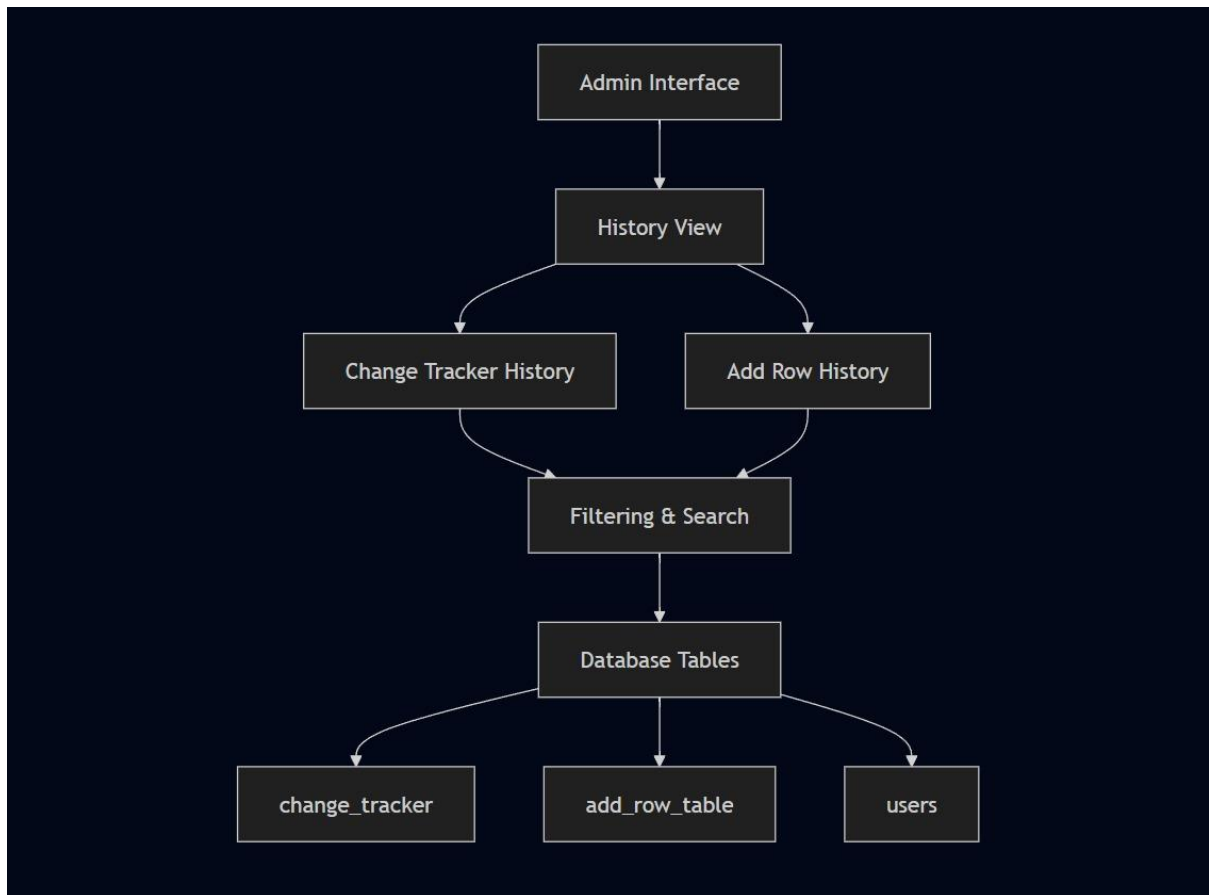 Admin Interface
History View
Change Tracker History
Add Row History
Filtering & Search
Database Tables
change_tracker
add_row_table
users